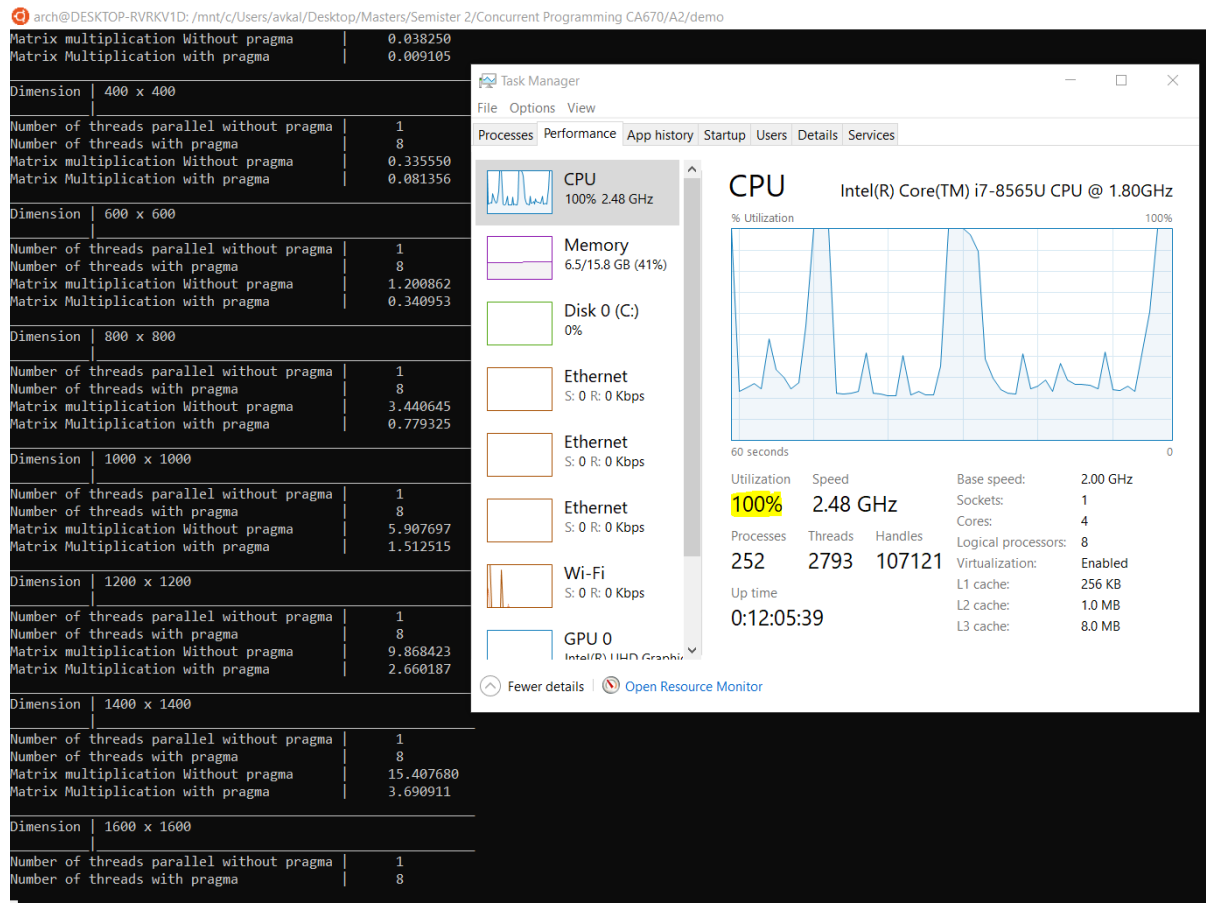 arch@DESKTOP-RVRKV1D: /mnt/c/Users/avkal/Desktop/Masters/Semister 2/Concurrent Programming CA670/A2/demo
Matrix multiplication Without pragma | 0.038250
Matrix Multiplication with pragma | 0.009105
Dimension | 400 x 400
|
Number of threads parallel without pragma | 1
Number of threads with pragma | 8
Matrix multiplication Without pragma | 0.335550
Matrix Multiplication with pragma | 0.081356
Dimension | 600 x 600
|
Number of threads parallel without pragma | 1
Number of threads with pragma | 8
Matrix multiplication Without pragma | 1.200862
Matrix Multiplication with pragma | 0.340953
Dimension | 800 x 800
|
Number of threads parallel without pragma | 1
Number of threads with pragma | 8
Matrix multiplication Without pragma | 3.440645
Matrix Multiplication with pragma | 0.779325
Dimension | 1000 x 1000
|
Number of threads parallel without pragma | 1
Number of threads with pragma | 8
Matrix multiplication Without pragma | 5.907697
Matrix Multiplication with pragma | 1.512515
Dimension | 1200 x 1200
|
Number of threads parallel without pragma | 1
Number of threads with pragma | 8
Matrix multiplication Without pragma | 9.868423
Matrix Multiplication with pragma | 2.660187
Dimension | 1400 x 1400
|
Number of threads parallel without pragma | 1
Number of threads with pragma | 8
Matrix multiplication Without pragma | 15.407680
Matrix Multiplication with pragma | 3.690911
Dimension | 1600 x 1600
|
Number of threads parallel without pragma | 1
Number of threads with pragma | 8
Task Manager
File Options View
Processes Performance App history Startup Users Details Services
CPU
100% 2.48 GHz
Memory
6.5/15.8 GB (41%)
Disk 0 (C:)
0%
Ethernet
S: 0 R: 0 Kbps
Ethernet
S: 0 R: 0 Kbps
Ethernet
S: 0 R: 0 Kbps
Wi-Fi
S: 0 R: 0 Kbps
GPU 0
Intel(R) UHD Graphic
CPU Intel(R) Core(TM) i7-8565U CPU @ 1.80GHz
% Utilization 100%
60 seconds 0
Utilization Speed
100% 2.48 GHz
Processes Threads Handles
252 2793 107121
Up time
0:12:05:39
Base speed: 2.00 GHz
Sockets: 1
Cores: 4
Logical processors: 8
Virtualization: Enabled
L1 cache: 256 KB
L2 cache: 1.0 MB
L3 cache: 8.0 MB
Fewer details | Open Resource Monitor